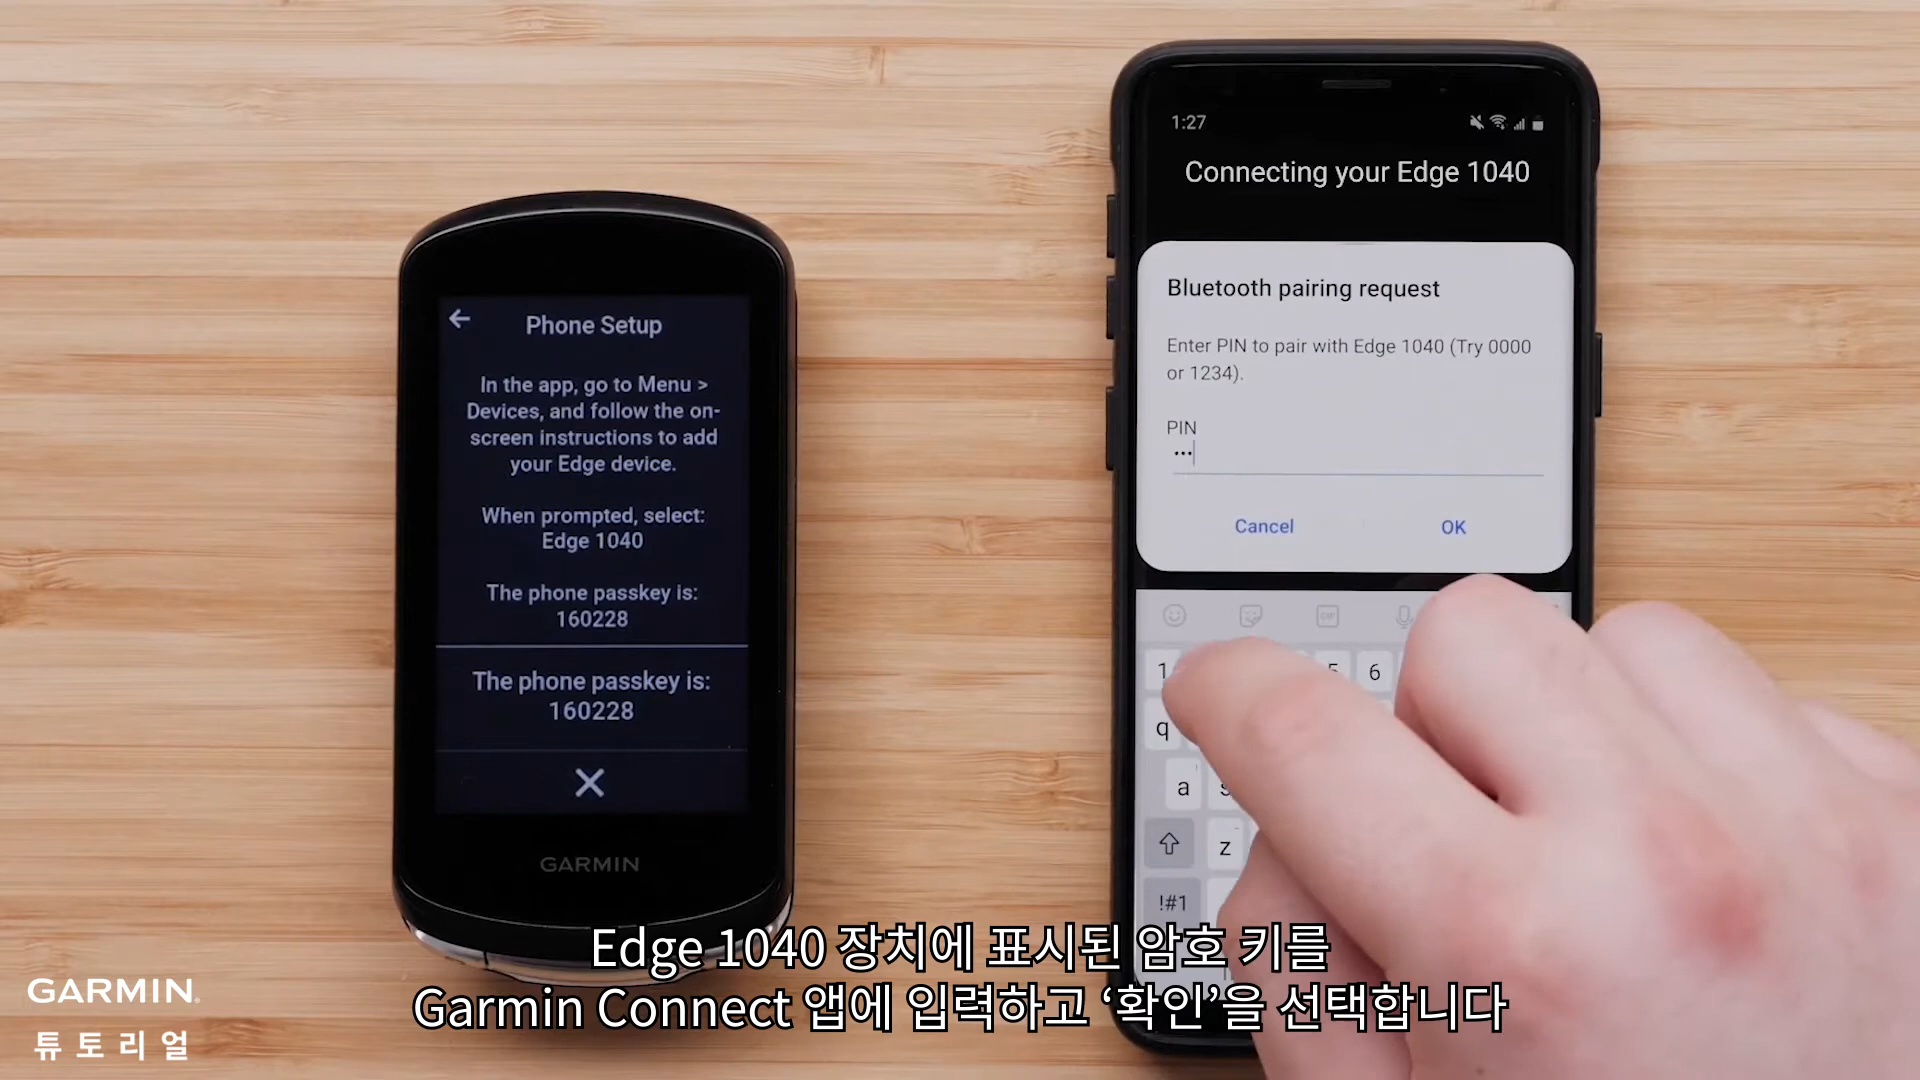 Phone Setup
In the app, go to Menu >
Devices, and follow the on-
screen instructions to add
your Edge device.
When prompted, select:
Edge 1040
The phone passkey is:
160228
The phone passkey is:
160228
GARMIN
1:27
Connecting your Edge 1040
Bluetooth pairing request
Enter PIN to pair with Edge 1040 (Try 0000
or 1234).
PIN
•••
Cancel
OK
GIF
1 5 6
q
a s
z
!#1
Edge 1040 장치에 표시된 암호 키를
Garmin Connect 앱에 입력하고 ‘확인’을 선택합니다
GARMIN®
튜토리얼